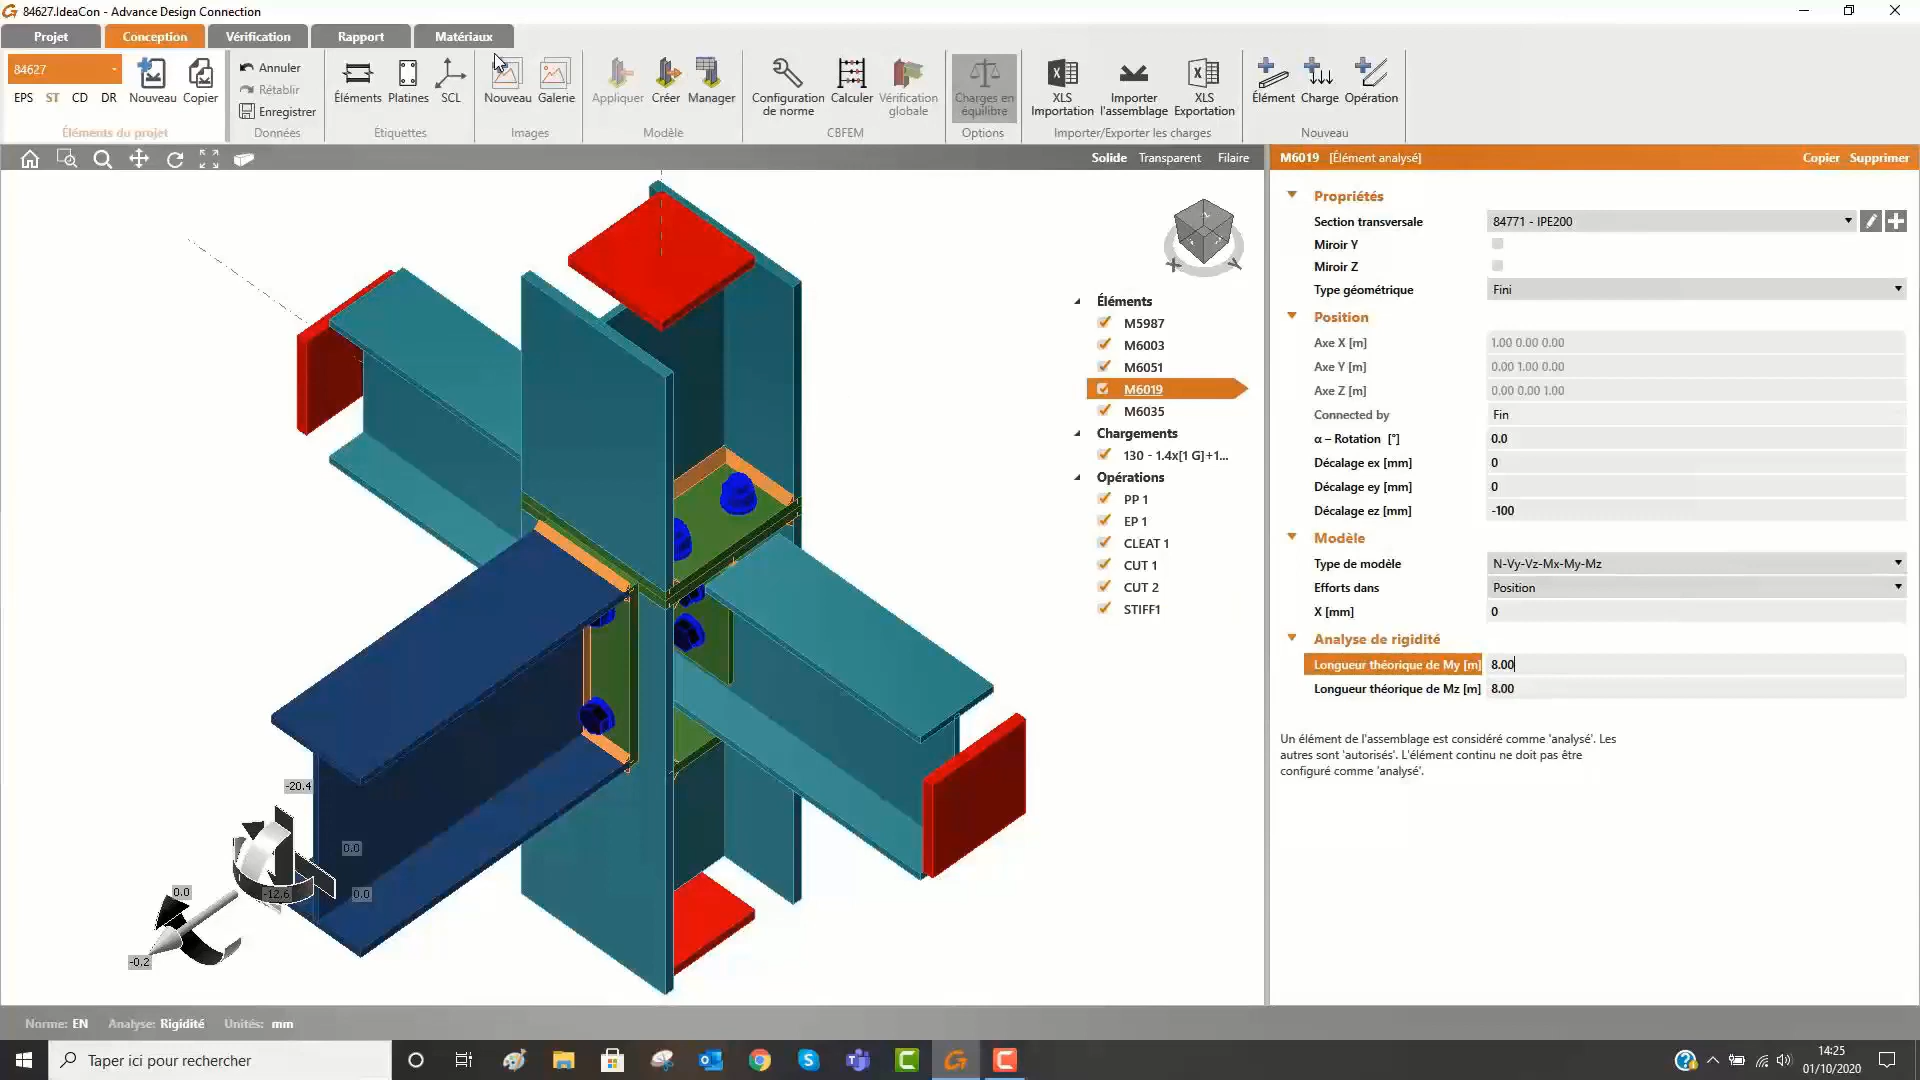 84627.IdeaCon - Advance Design Connection
Projet
Conception
Vérification
Rapport
Matériaux
84627
EPS ST CD DR
Nouveau
Copier
Éléments du projet
Annuler
Rétablir
Enregistrer
Données
Éléments
Platines
SCL
Étiquettes
Nouveau
Galerie
Images
Appliquer
Créer
Manager
Modèle
Configuration
de norme
Calculer
Vérification
globale
CBFEM
Charges en
équilibre
Options
XLS
Importation
Importer
l'assemblage
XLS
Exportation
Importer/Exporter les charges
Élément
Charge
Opération
Nouveau
Solide Transparent Filaire
M6019 [Élément analysé]
Copier Supprimer
Éléments
M5987
M6003
M6051
M6019
M6035
Chargements
130 - 1.4x[1 G]+1...
Opérations
PP 1
EP 1
CLEAT 1
CUT 1
CUT 2
STIFF1
-20.4
0.0
0.0
-12.6
0.0
-0.2
Propriétés
Section transversale 84771 - IPE200
Miroir Y
Miroir Z
Type géométrique Fini
Position
Axe X [m] 1.00 0.00 0.00
Axe Y [m] 0.00 1.00 0.00
Axe Z [m] 0.00 0.00 1.00
Connected by Fin
α – Rotation [°] 0.0
Décalage ex [mm] 0
Décalage ey [mm] 0
Décalage ez [mm] -100
Modèle
Type de modèle N-Vy-Vz-Mx-My-Mz
Efforts dans Position
X [mm] 0
Analyse de rigidité
Longueur théorique de My [m] 8.00
Longueur théorique de Mz [m] 8.00
Un élément de l'assemblage est considéré comme 'analysé'. Les
autres sont 'autorisés'. L'élément continu ne doit pas être
configuré comme 'analysé'.
Norme: EN Analyse: Rigidité Unités: mm
Taper ici pour rechercher
14:25
01/10/2020